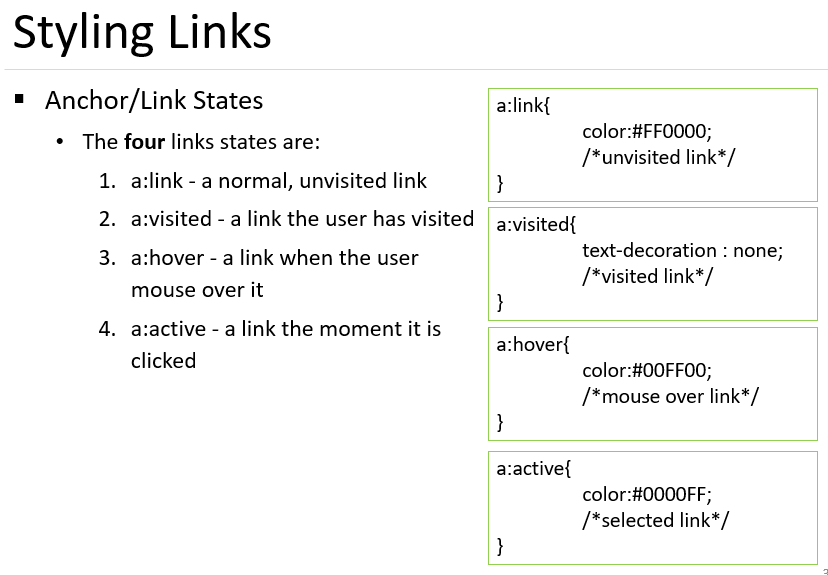 Styling Links
▪ Anchor/Link States
• The four links states are:
1. a:link - a normal, unvisited link
2. a:visited - a link the user has visited
3. a:hover - a link when the user
mouse over it
4. a:active - a link the moment it is
clicked
a:link{
color:#FF0000;
/*unvisited link*/
}
a:visited{
text-decoration : none;
/*visited link*/
}
a:hover{
color:#00FF00;
/*mouse over link*/
}
a:active{
color:#0000FF;
/*selected link*/
}
3